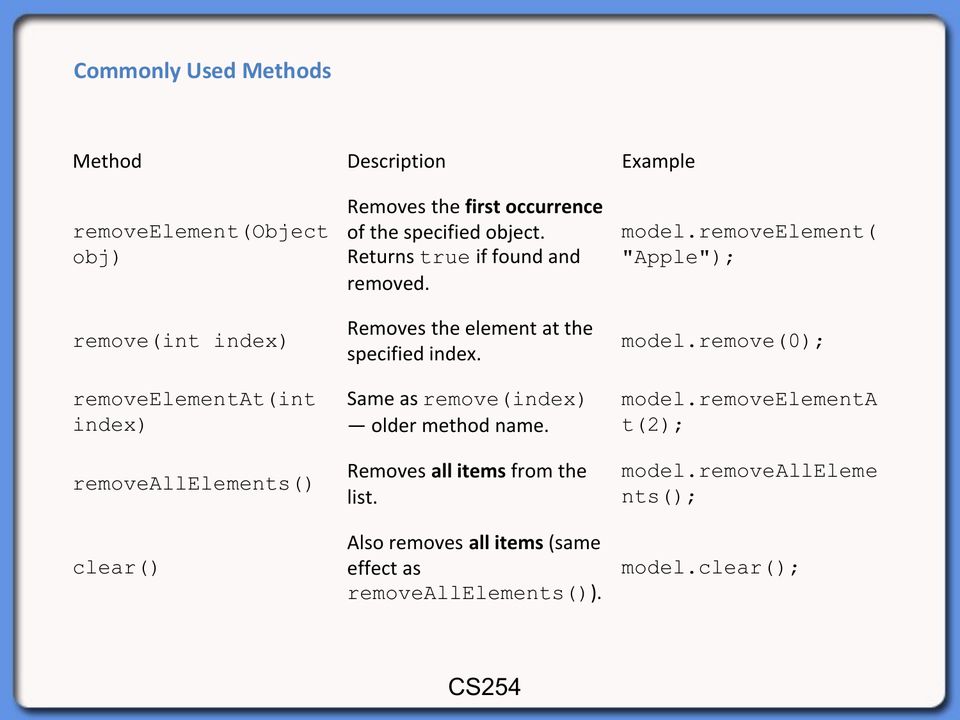 Commonly Used Methods
Method Description Example
removeElement(Object
obj)
Removes the first occurrence
of the specified object.
Returns true if found and
removed.
model.removeElement(
"Apple");
remove(int index)
Removes the element at the
specified index.
model.remove(0);
removeElementAt(int
index)
Same as remove(index)
— older method name.
model.removeElementA
t(2);
removeAllElements()
Removes all items from the
list.
model.removeAllEleme
nts();
clear()
Also removes all items (same
effect as
removeAllElements()).
model.clear();
CS254